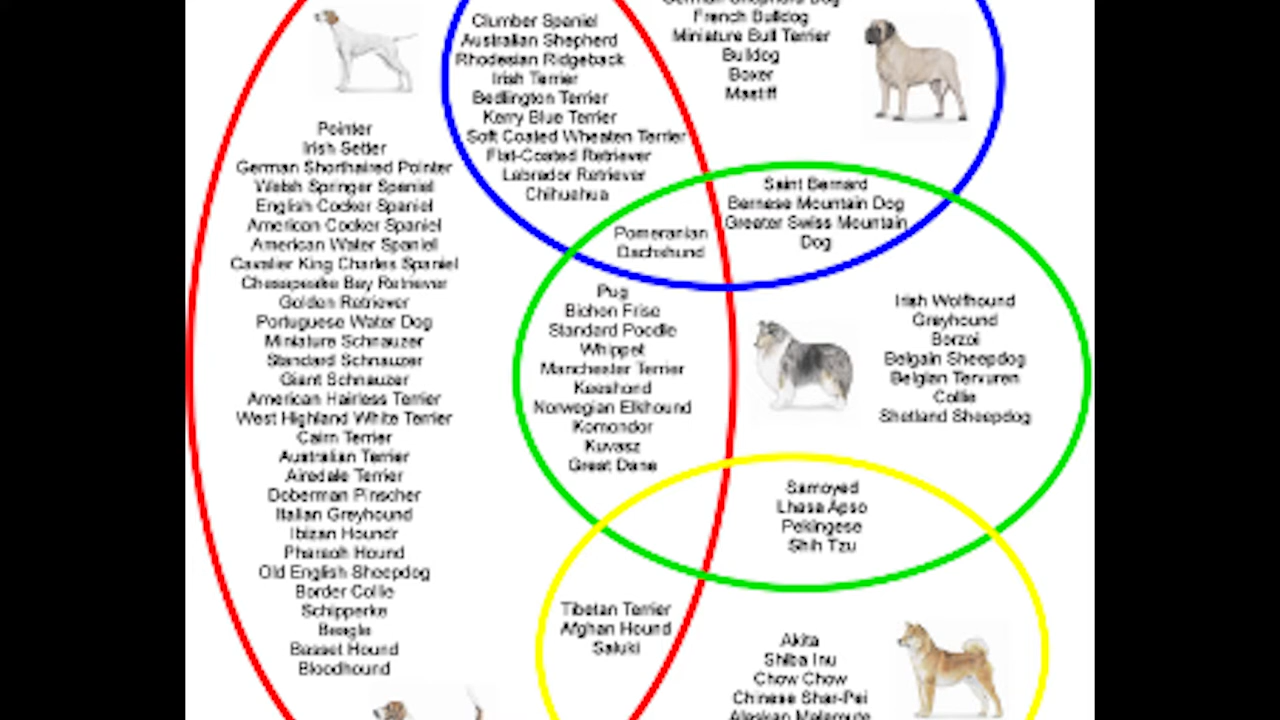 German Shepherd Dog
French Bulldog
Miniature Bull Terrier
Bulldog
Boxer
Mastiff
Clumber Spaniel
Australian Shepherd
Rhodesian Ridgeback
Irish Terrier
Bedlington Terrier
Kerry Blue Terrier
Soft Coated Wheaten Terrier
Flat-Coated Retriever
Labrador Retriever
Chihuahua
Pointer
Irish Setter
German Shorthaired Pointer
Welsh Springer Spaniel
English Cocker Spaniel
American Cocker Spaniel
American Water Spaniel
Cavalier King Charles Spaniel
Chesapeake Bay Retriever
Golden Retriever
Portuguese Water Dog
Miniature Schnauzer
Standard Schnauzer
Giant Schnauzer
American Hairless Terrier
West Highland White Terrier
Cairn Terrier
Australian Terrier
Airedale Terrier
Doberman Pinscher
Italian Greyhound
Ibizan Houndr
Pharaoh Hound
Old English Sheepdog
Border Collie
Schipperke
Beagle
Basset Hound
Bloodhound
Saint Bernard
Bernese Mountain Dog
Greater Swiss Mountain
Dog
Pomeranian
Dachshund
Pug
Bichon Frise
Standard Poodle
Whippet
Manchester Terrier
Keeshond
Norwegian Elkhound
Komondor
Kuvasz
Great Dane
Irish Wolfhound
Greyhound
Borzoi
Belgain Sheepdog
Belgian Tervuren
Collie
Shetland Sheepdog
Samoyed
Lhasa Apso
Pekingese
Shih Tzu
Tibetan Terrier
Afghan Hound
Saluki
Akita
Shiba Inu
Chow Chow
Chinese Shar-Pei
Alaskan Malamute